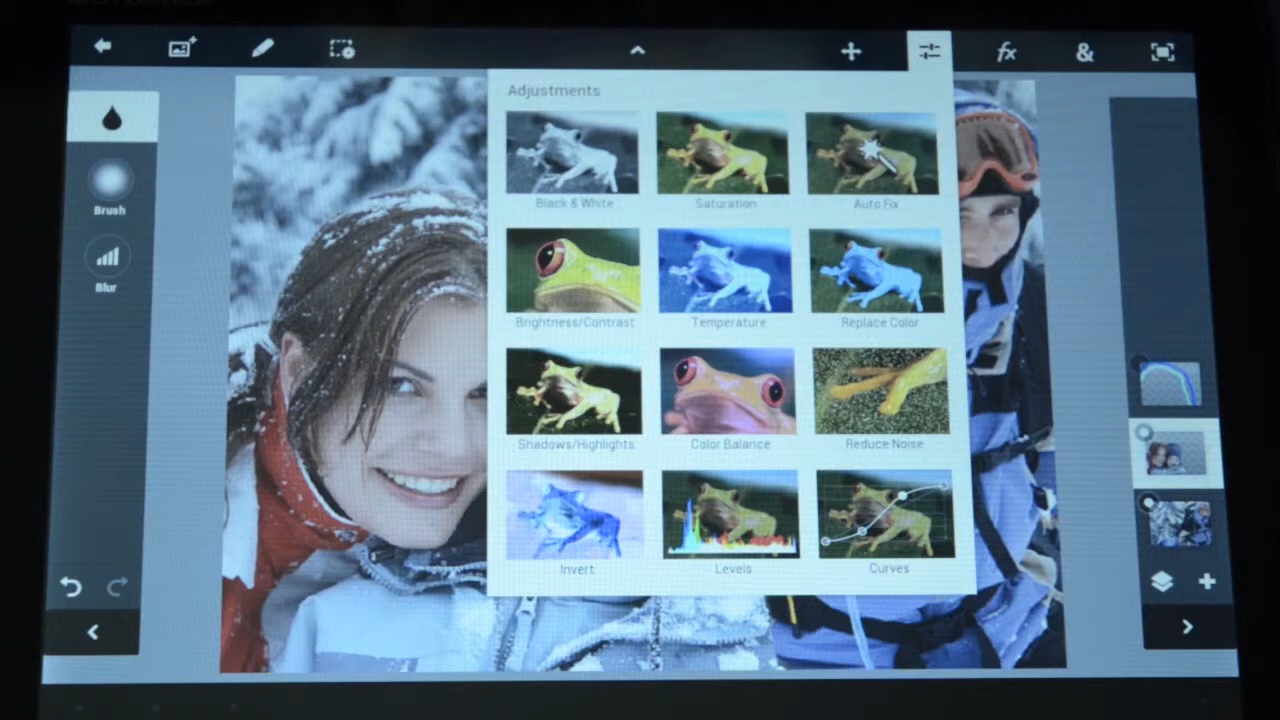 fx
&
Adjustments
Black & White
Saturation
Auto Fix
Brush
Blur
Brightness/Contrast
Temperature
Replace Color
Shadows/Highlights
Color Balance
Reduce Noise
Invert
Levels
Curves